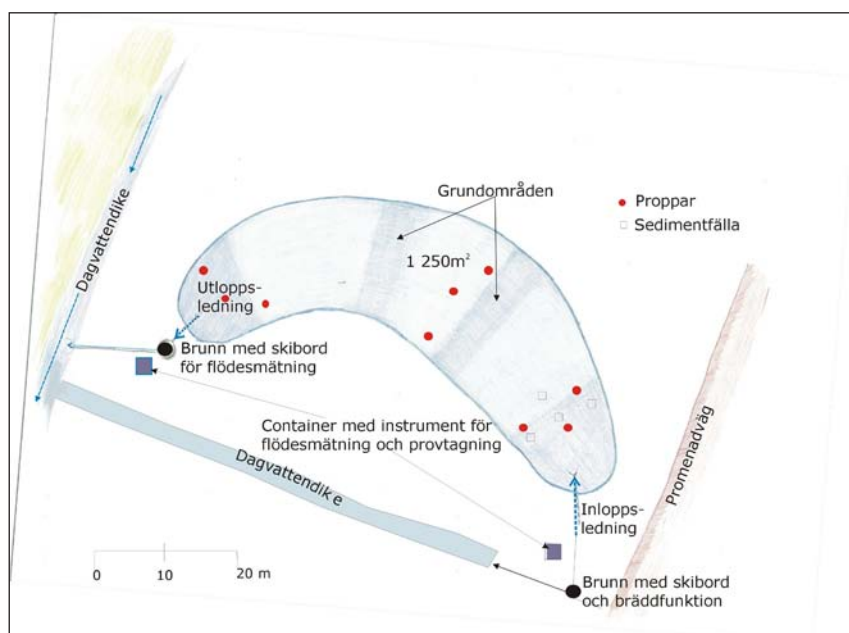 Dagvattendike
Grundområden
Proppar
Sedimentfälla
1 250m²
Utlopps-
ledning
Brunn med skibord
för flödesmätning
Container med instrument för
flödesmätning och provtagning
Dagvattendike
Promenadväg
Inlopps-
ledning
0 10 20 m
Brunn med skibord
och bräddfunktion